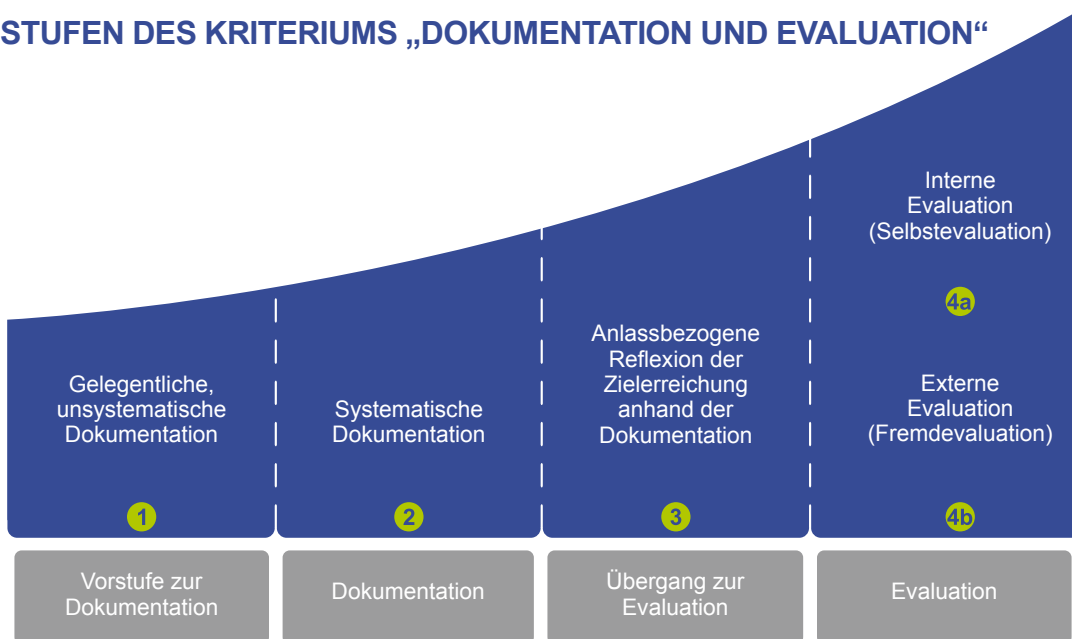 STUFEN DES KRITERIUMS „DOKUMENTATION UND EVALUATION“
Gelegentliche,
unsystematische
Dokumentation
1
Systematische
Dokumentation
2
Anlassbezogene
Reflexion der
Zielerreichung
anhand der
Dokumentation
3
Interne
Evaluation
(Selbstevaluation)
4a
Externe
Evaluation
(Fremdevaluation)
4b
Vorstufe zur
Dokumentation
Dokumentation
Übergang zur
Evaluation
Evaluation